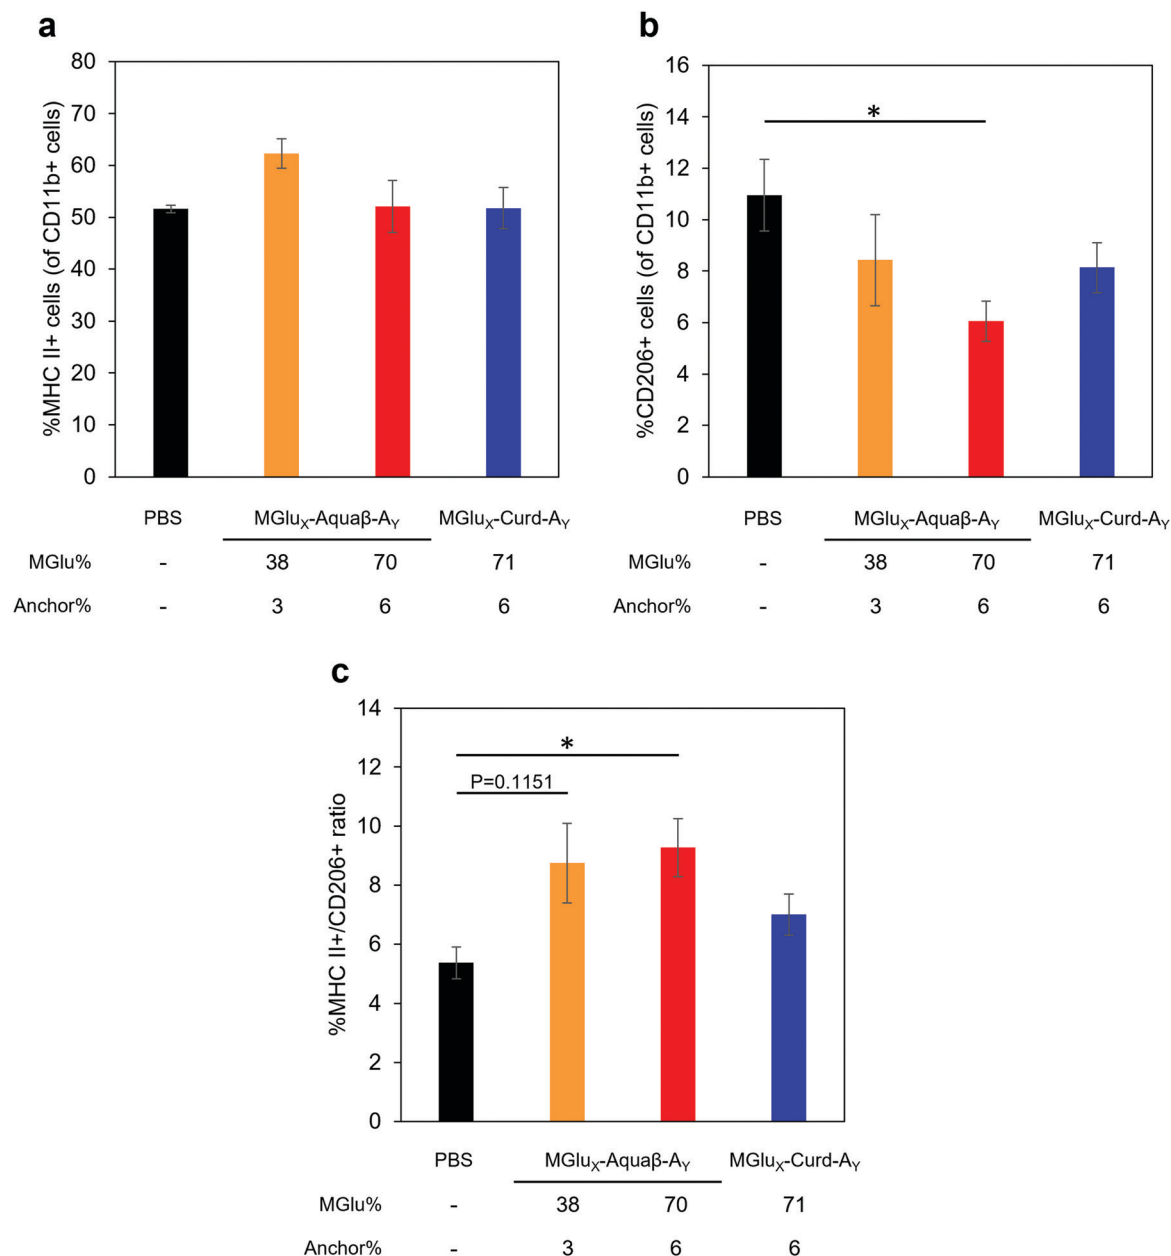 a
%MHC II+ cells (of CD11b+ cells)
80
70
60
50
40
30
20
10
0
PBS MGluX-Aquaβ-AY MGluX-Curd-AY
MGlu% - 38 70 71
Anchor% - 3 6 6
b
%CD206+ cells (of CD11b+ cells)
16
14
12
10
8
6
4
2
0
*
PBS MGluX-Aquaβ-AY MGluX-Curd-AY
MGlu% - 38 70 71
Anchor% - 3 6 6
c
%MHC II+/CD206+ ratio
14
12
10
8
6
4
2
0
*
P=0.1151
PBS MGluX-Aquaβ-AY MGluX-Curd-AY
MGlu% - 38 70 71
Anchor% - 3 6 6